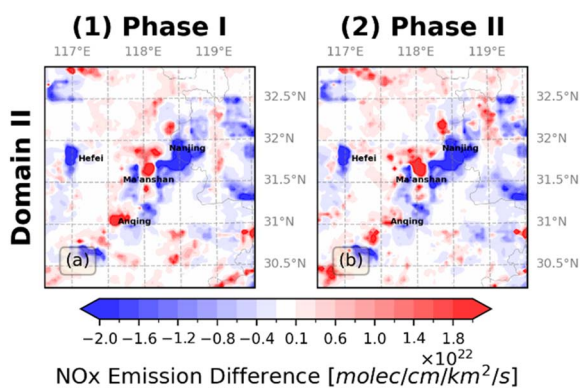 (1) Phase I (2) Phase II
117°E 118°E 119°E 117°E 118°E 119°E
Domain II
32.5°N 32.5°N
32°N 32°N
Nanjing Nanjing
Hefei Hefei
31.5°N 31.5°N
Ma'anshan Ma'anshan
31°N 31°N
Anqing Anqing
30.5°N 30.5°N
(a) (b)
−2.0 −1.6 −1.2 −0.8 −0.4 0.1 0.6 1.0 1.4 1.8
×10²²
NOx Emission Difference [molec/cm/km²/s]